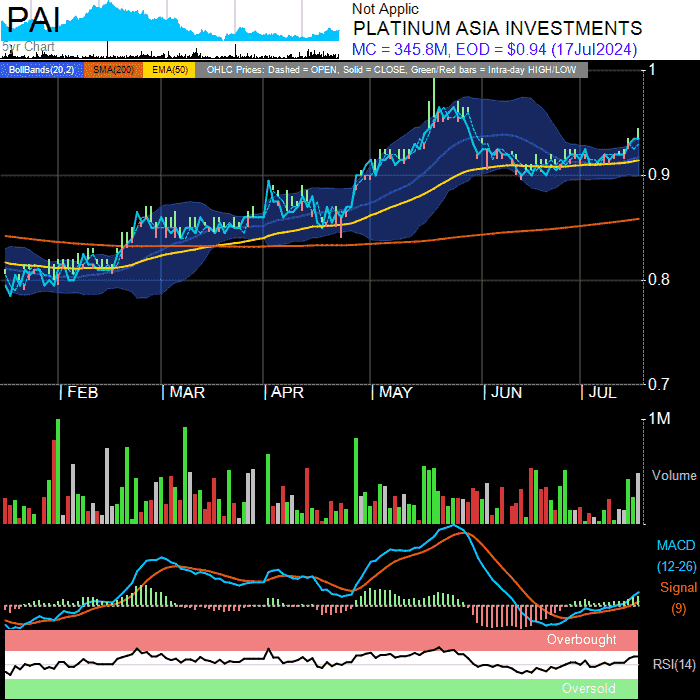 PAI
Not Applic
PLATINUM ASIA INVESTMENTS
5yr Chart
MC = 345.8M, EOD = $0.94 (17Jul2024)
BollBands(20,2) SMA(200) EMA(50) OHLC Prices: Dashed = OPEN, Solid = CLOSE, Green/Red bars = Intra-day HIGH/LOW
1
0.9
0.8
0.7
FEB MAR APR MAY JUN JUL
1M
Volume
MACD
(12-26)
Signal
(9)
Overbought
RSI(14)
Oversold